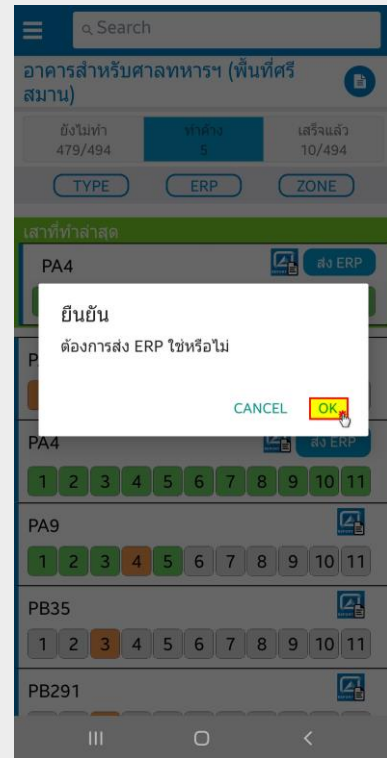 Search
อาคารสำหรับศาลทหารฯ (พื้นที่ศรี
สมาน)
ยังไม่ทำ
ทำค้าง
เสร็จแล้ว
479/494
5
10/494
TYPE
ERP
ZONE
เสาที่ทำล่าสุด
PA4
ส่ง ERP
ยืนยัน
ต้องการส่ง ERP ใช่หรือไม่
CANCEL
OK
PA4
ส่ง ERP
1 2 3 4 5 6 7 8 9 10 11
PA9
1 2 3 4 5 6 7 8 9 10 11
PB35
1 2 3 4 5 6 7 8 9 10 11
PB291